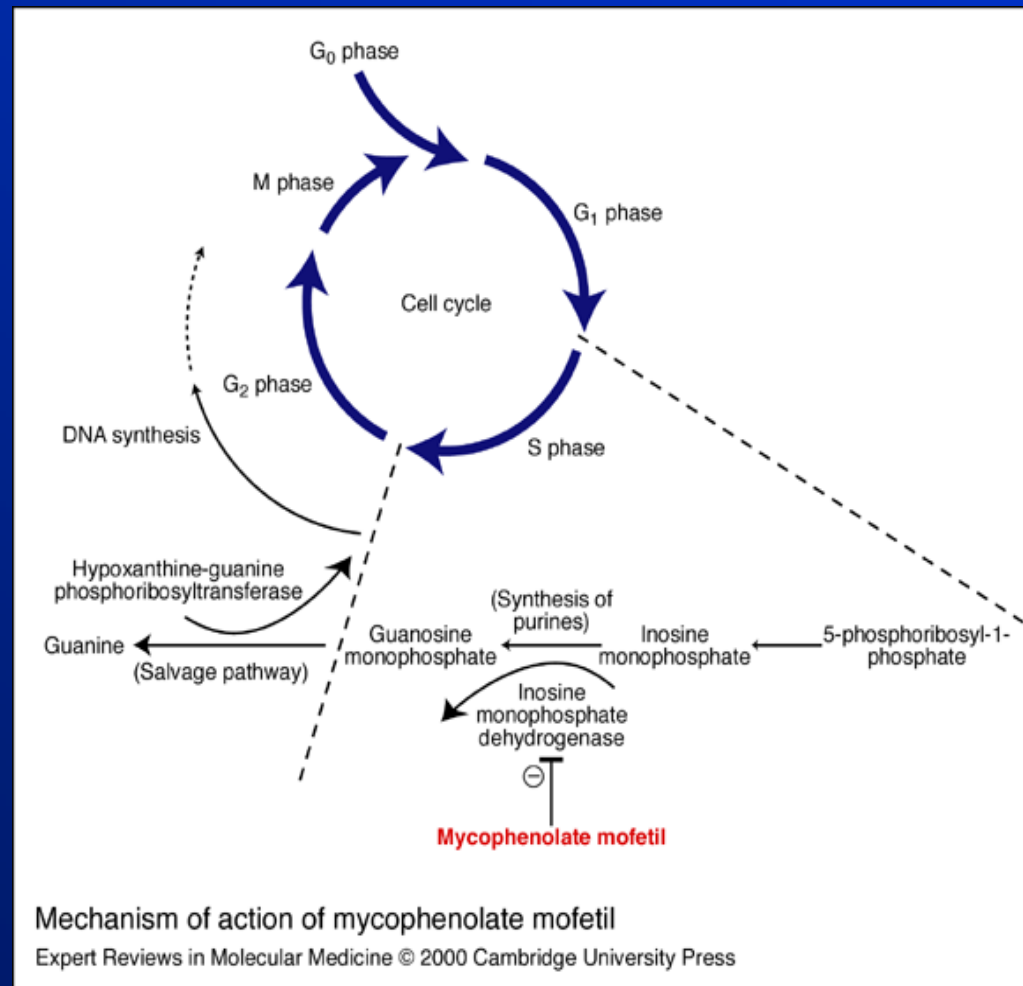 G₀ phase
M phase
G₁ phase
Cell cycle
G₂ phase
DNA synthesis
S phase
Hypoxanthine-guanine
phosphoribosyltransferase
(Synthesis of
purines)
Guanine
(Salvage pathway)
Guanosine
monophosphate
Inosine
monophosphate
5-phosphoribosyl-1-
phosphate
Inosine
monophosphate
dehydrogenase
−
Mycophenolate mofetil
Mechanism of action of mycophenolate mofetil
Expert Reviews in Molecular Medicine © 2000 Cambridge University Press